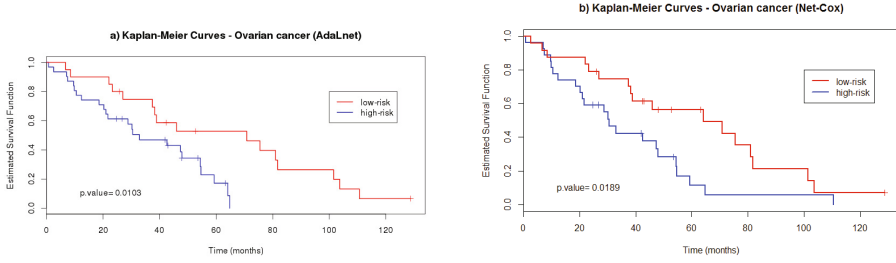 a) Kaplan-Meier Curves - Ovarian cancer (AdaLnet)
Estimated Survival Function
1.0
0.8
0.6
0.4
0.2
0.0
low-risk
high-risk
p.value= 0.0103
0 20 40 60 80 100 120
Time (months)
b) Kaplan-Meier Curves - Ovarian cancer (Net-Cox)
Estimated Survival Function
1.0
0.8
0.6
0.4
0.2
0.0
low-risk
high-risk
p.value= 0.0189
0 20 40 60 80 100 120
Time (months)